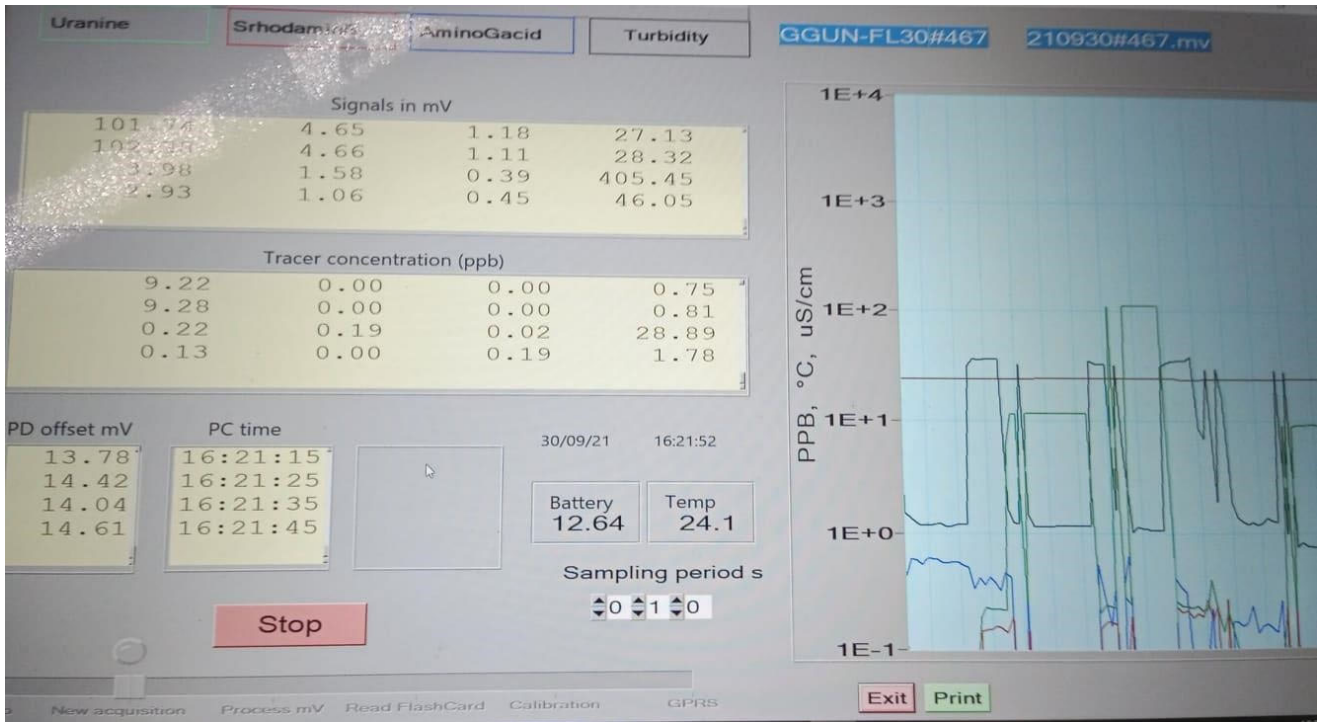 Uranine AminoGacid Turbidity GGUN-FL30#467 210930#467.mv
Signals in mV
4.65 1.18 27.13
4.66 1.11 28.32
3.98 1.58 0.39 405.45
2.93 1.06 0.45 46.05
Tracer concentration (ppb)
9.22 0.00 0.00 0.75
9.28 0.00 0.00 0.81
0.22 0.19 0.02 28.89
0.13 0.00 0.19 1.78
PD offset mV
13.78
14.42
14.04
14.61
PC time
16:21:15
16:21:25
16:21:35
16:21:45
30/09/21 16:21:52
Battery
12.64
Temp
24.1
Sampling period s
0 1 0
Stop
New acquisition Process mV Read FlashCard Calibration GPRS
PPB, °C, uS/cm
1E+4
1E+3
1E+2
1E+1
1E+0
1E-1
Exit Print